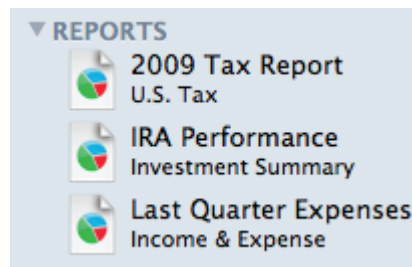 REPORTS
2009 Tax Report
U.S. Tax
IRA Performance
Investment Summary
Last Quarter Expenses
Income & Expense